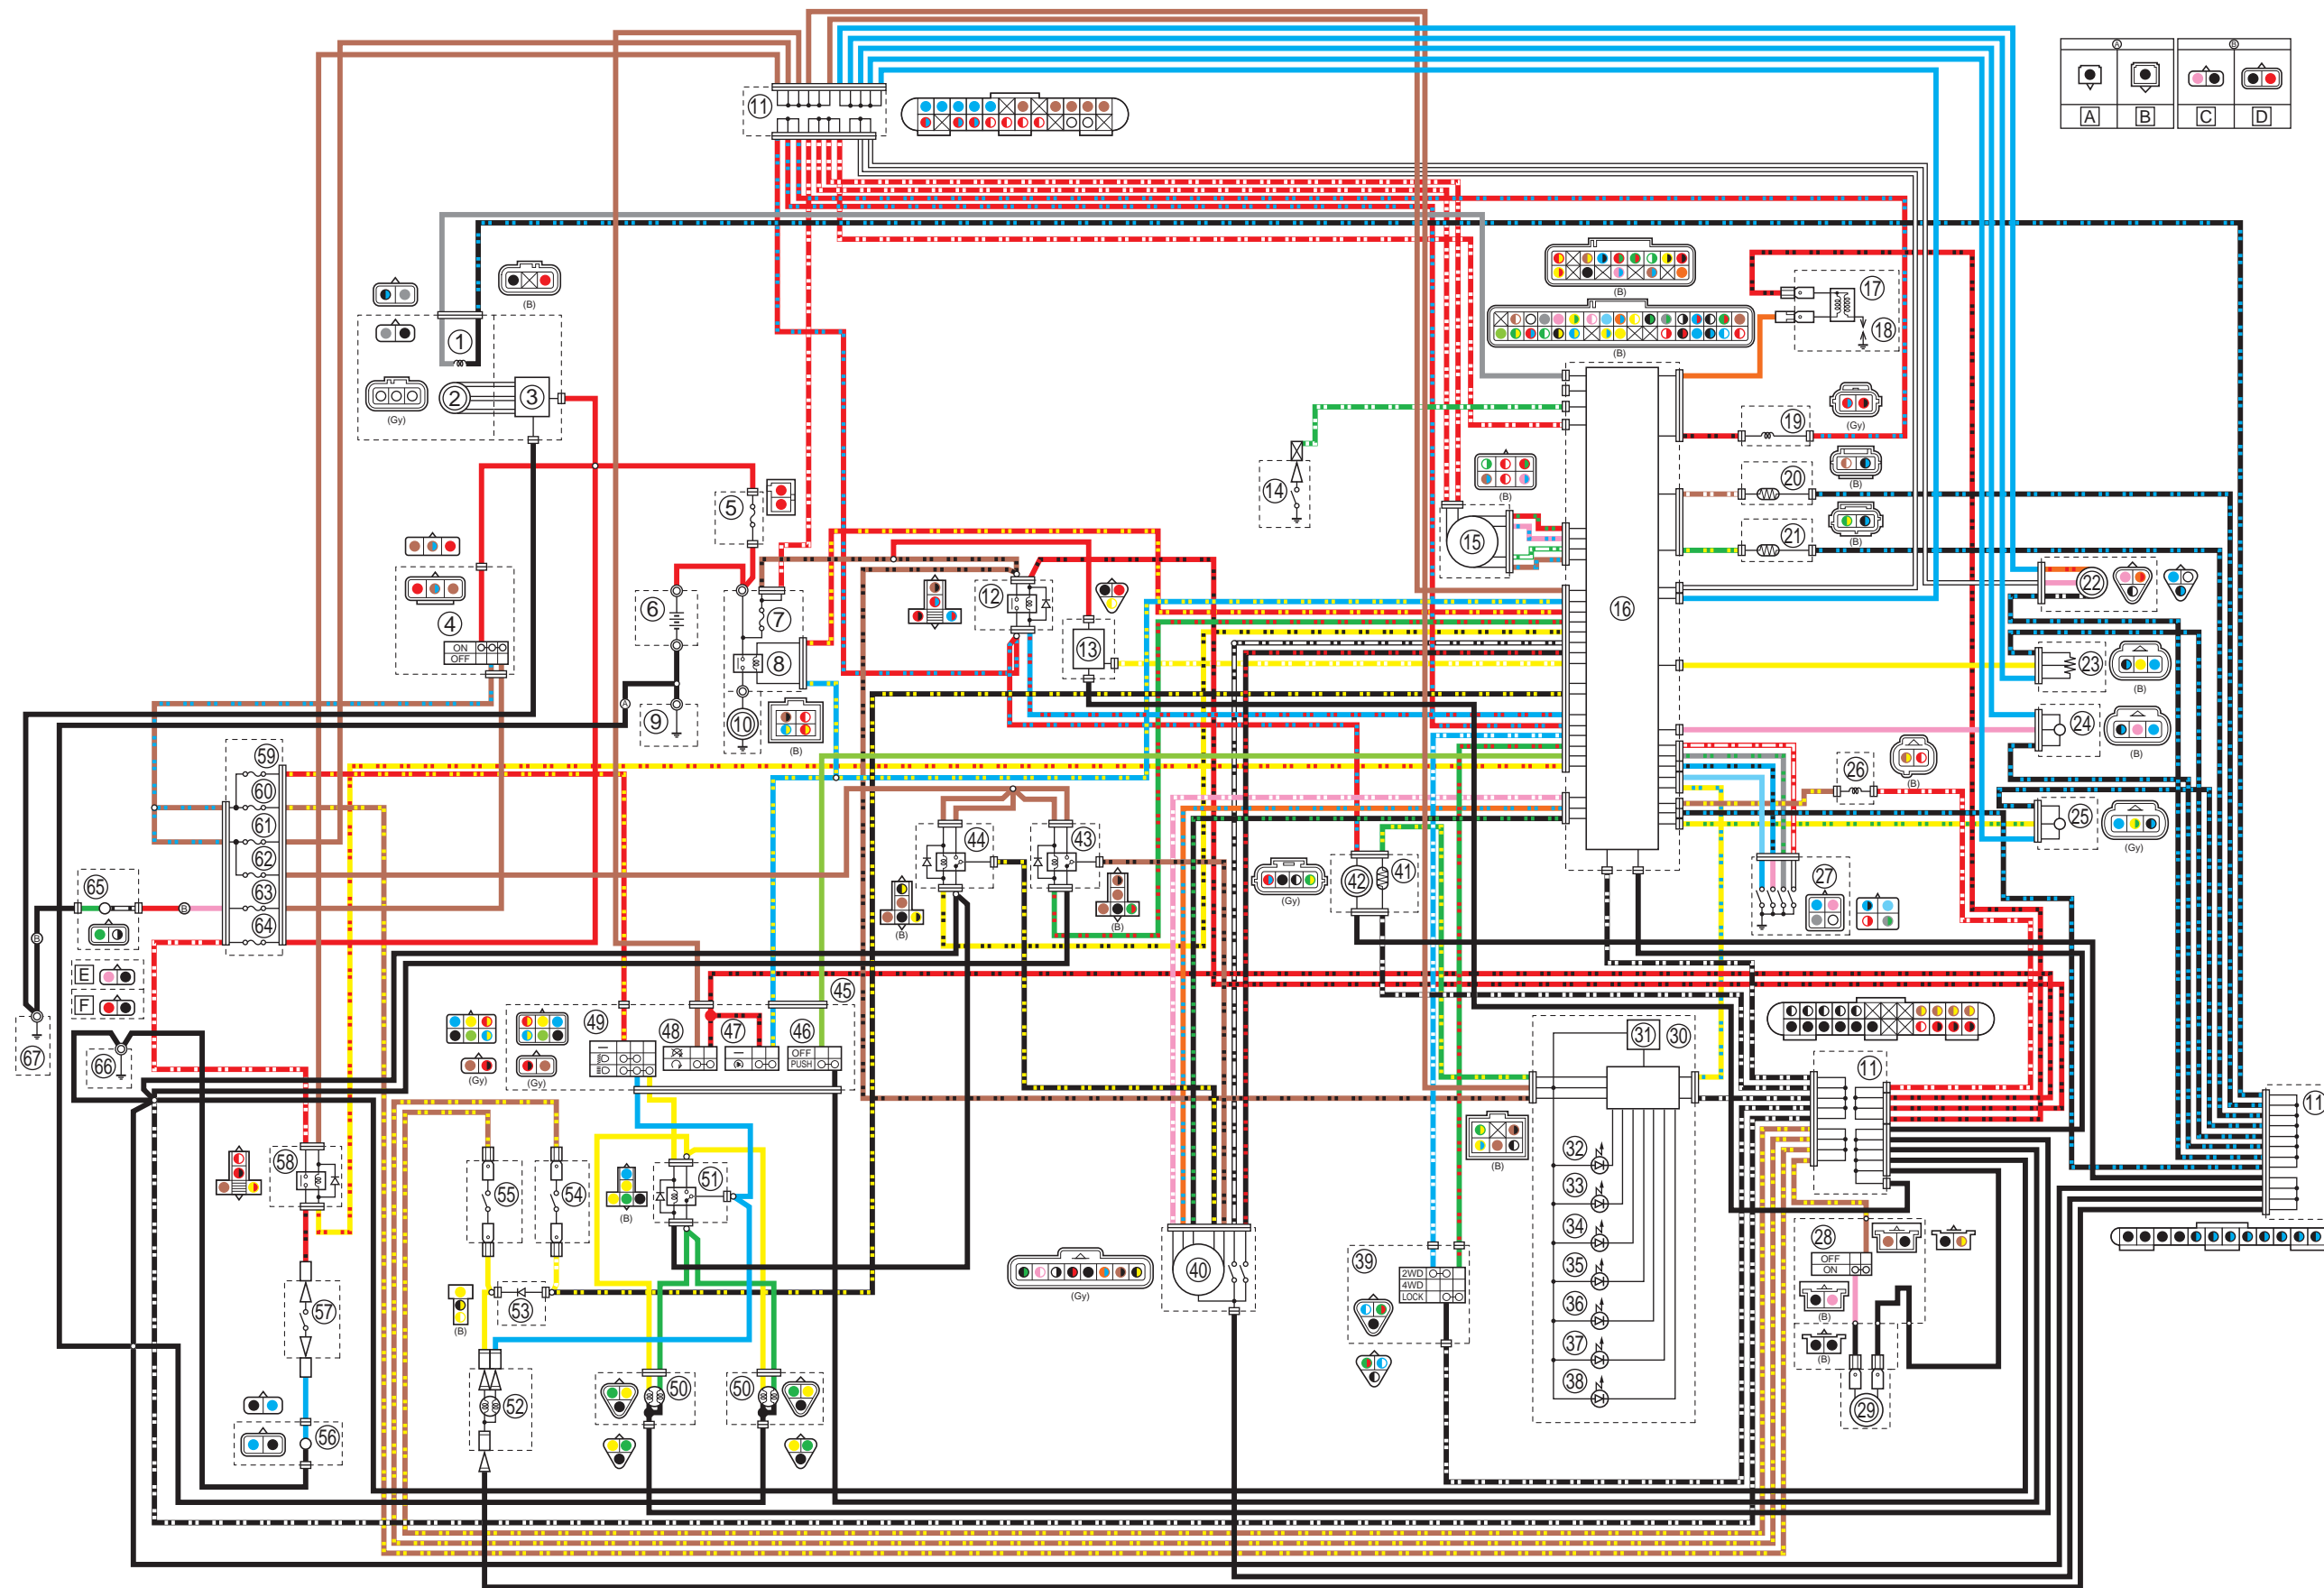 A B
A B C D
11
(B)
1
2
3
(Gy)
(B)
(B)
17
18
19
(Gy)
20
(B)
21
(B)
14
(B)
15
16
5
4
ON
OFF
6
7
8
9
10
(B)
12
13
22
23
(B)
24
(B)
25
(Gy)
26
(B)
27
A
59
60
61
62
63
64
65
B
B
E
F
66
67
44
(B)
43
(B)
42
41
(Gy)
45
49
48
47
46
OFF
PUSH
(Gy)
(Gy)
31
30
32
33
34
35
36
37
38
(B)
11
11
58
57
56
55
54
53
(B)
52
51
(B)
50
50
40
(Gy)
39
2WD
4WD
LOCK
28
OFF
ON
(B)
(B)
29